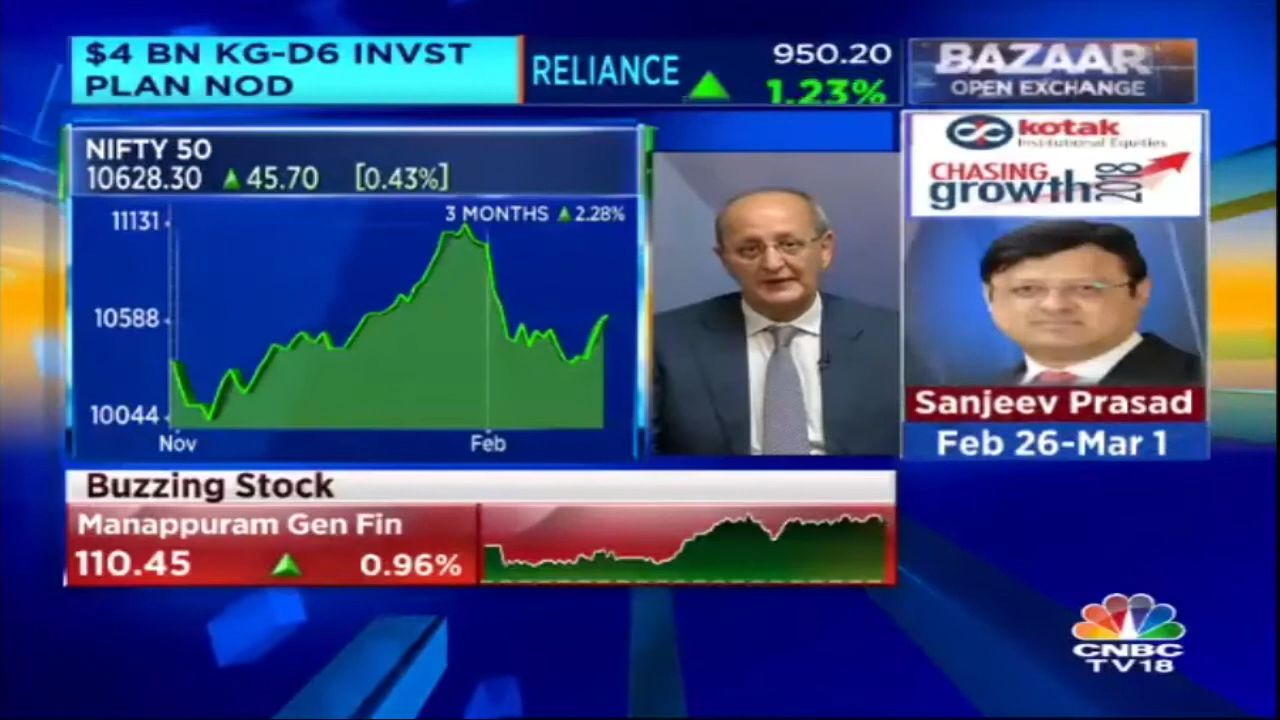 $4 BN KG-D6 INVST
PLAN NOD
RELIANCE
950.20
1.23%
BAZAAR
OPEN EXCHANGE
NIFTY 50
10628.30 45.70 [0.43%]
3 MONTHS 2.28%
11131
10588
10044
Nov Feb
kotak
Institutional Equities
CHASING
growth 2018
Sanjeev Prasad
Feb 26-Mar 1
Buzzing Stock
Manappuram Gen Fin
110.45 0.96%
CNBC
TV18